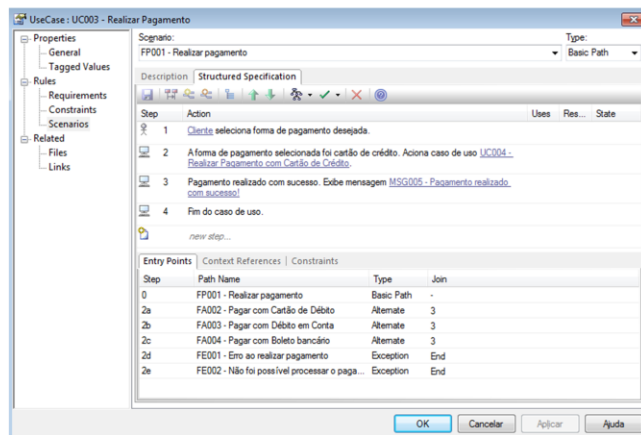 UseCase : UC003 - Realizar Pagamento
Properties
General
Tagged Values
Rules
Requirements
Constraints
Scenarios
Related
Files
Links
Scenario:
Type:
FP001 - Realizar pagamento
Basic Path
Description
Structured Specification
Step Action Uses Res... State
1 Cliente seleciona forma de pagamento desejada.
2 A forma de pagamento selecionada foi cartão de crédito. Aciona caso de uso UC004 -
Realizar Pagamento com Cartão de Crédito.
3 Pagamento realizado com sucesso. Exibe mensagem MSG005 - Pagamento realizado
com sucesso!
4 Fim do caso de uso.
new step...
Entry Points Context References Constraints
Step Path Name Type Join
0 FP001 - Realizar pagamento Basic Path -
2a FA002 - Pagar com Cartão de Débito Alternate 3
2b FA003 - Pagar com Débito em Conta Alternate 3
2c FA004 - Pagar com Boleto bancário Alternate 3
2d FE001 - Erro ao realizar pagamento Exception End
2e FE002 - Não foi possível processar o paga... Exception End
OK Cancelar Aplicar Ajuda